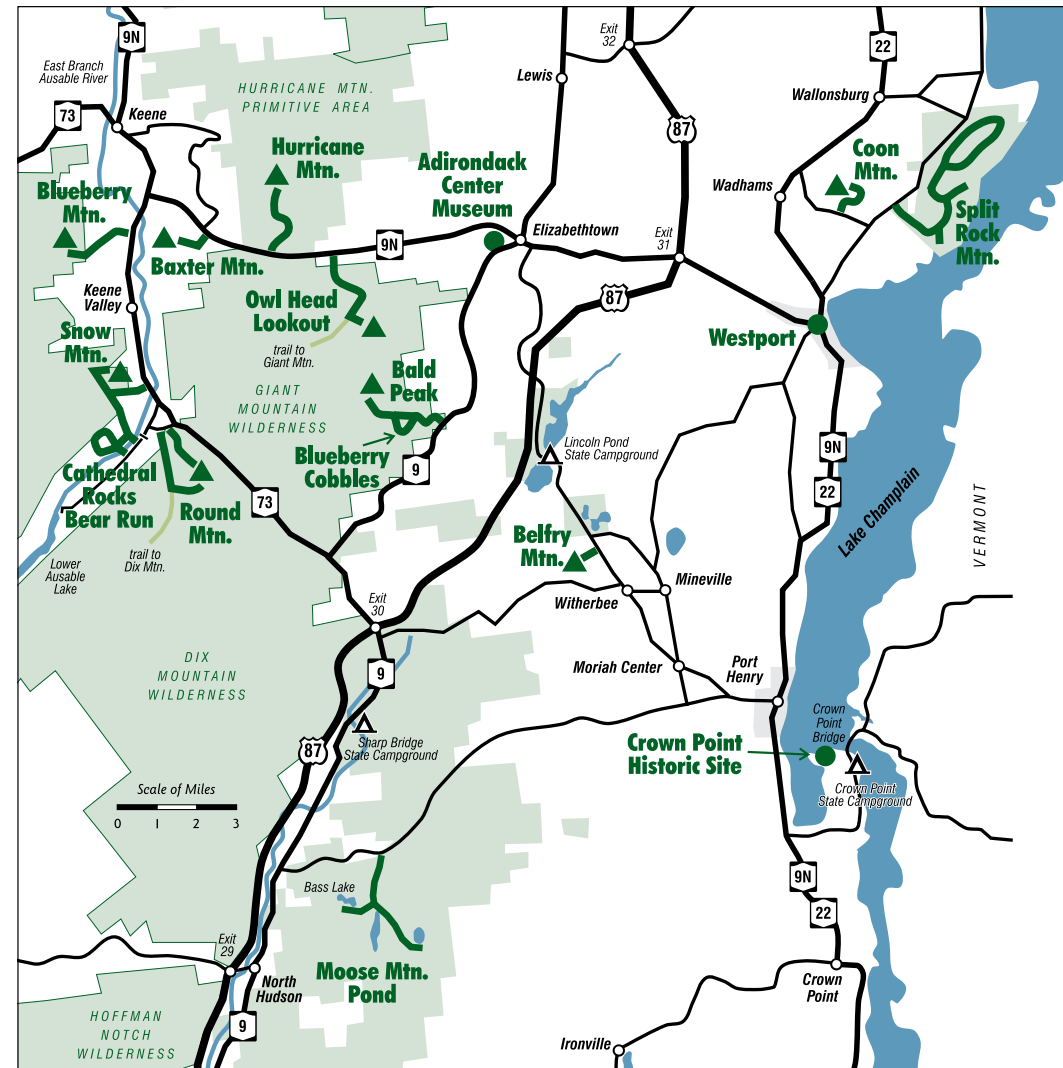 Exit
32
9N
22
East Branch
Ausable River
Lewis
HURRICANE MTN.
PRIMITIVE AREA
Wallonsburg
73
Keene
87
Hurricane
Mtn.
Adirondack
Center
Museum
Coon
Mtn.
Blueberry
Mtn.
Wadhams
Split
Rock
Mtn.
Elizabethtown
Exit
31
9N
Baxter Mtn.
Keene
Valley
Owl Head
Lookout
87
Westport
Snow
Mtn.
trail to
Giant Mtn.
Bald
Peak
GIANT
MOUNTAIN
WILDERNESS
Lincoln Pond
State Campground
9N
Blueberry
Cobbles
9
Cathedral
Rocks
Bear Run
22
Round
Mtn.
73
Lake Champlain
VERMONT
trail to
Dix Mtn.
Belfry
Mtn.
Lower
Ausable
Lake
Mineville
Exit
30
Witherbee
DIX
MOUNTAIN
WILDERNESS
Moriah Center
Port
Henry
9
Crown
Point
Bridge
Sharp Bridge
State Campground
87
Crown Point
Historic Site
Crown Point
State Campground
Scale of Miles
0 1 2 3
9N
Bass Lake
22
Exit
29
Moose Mtn.
Pond
North
Hudson
Crown
Point
9
HOFFMAN
NOTCH
WILDERNESS
Ironville